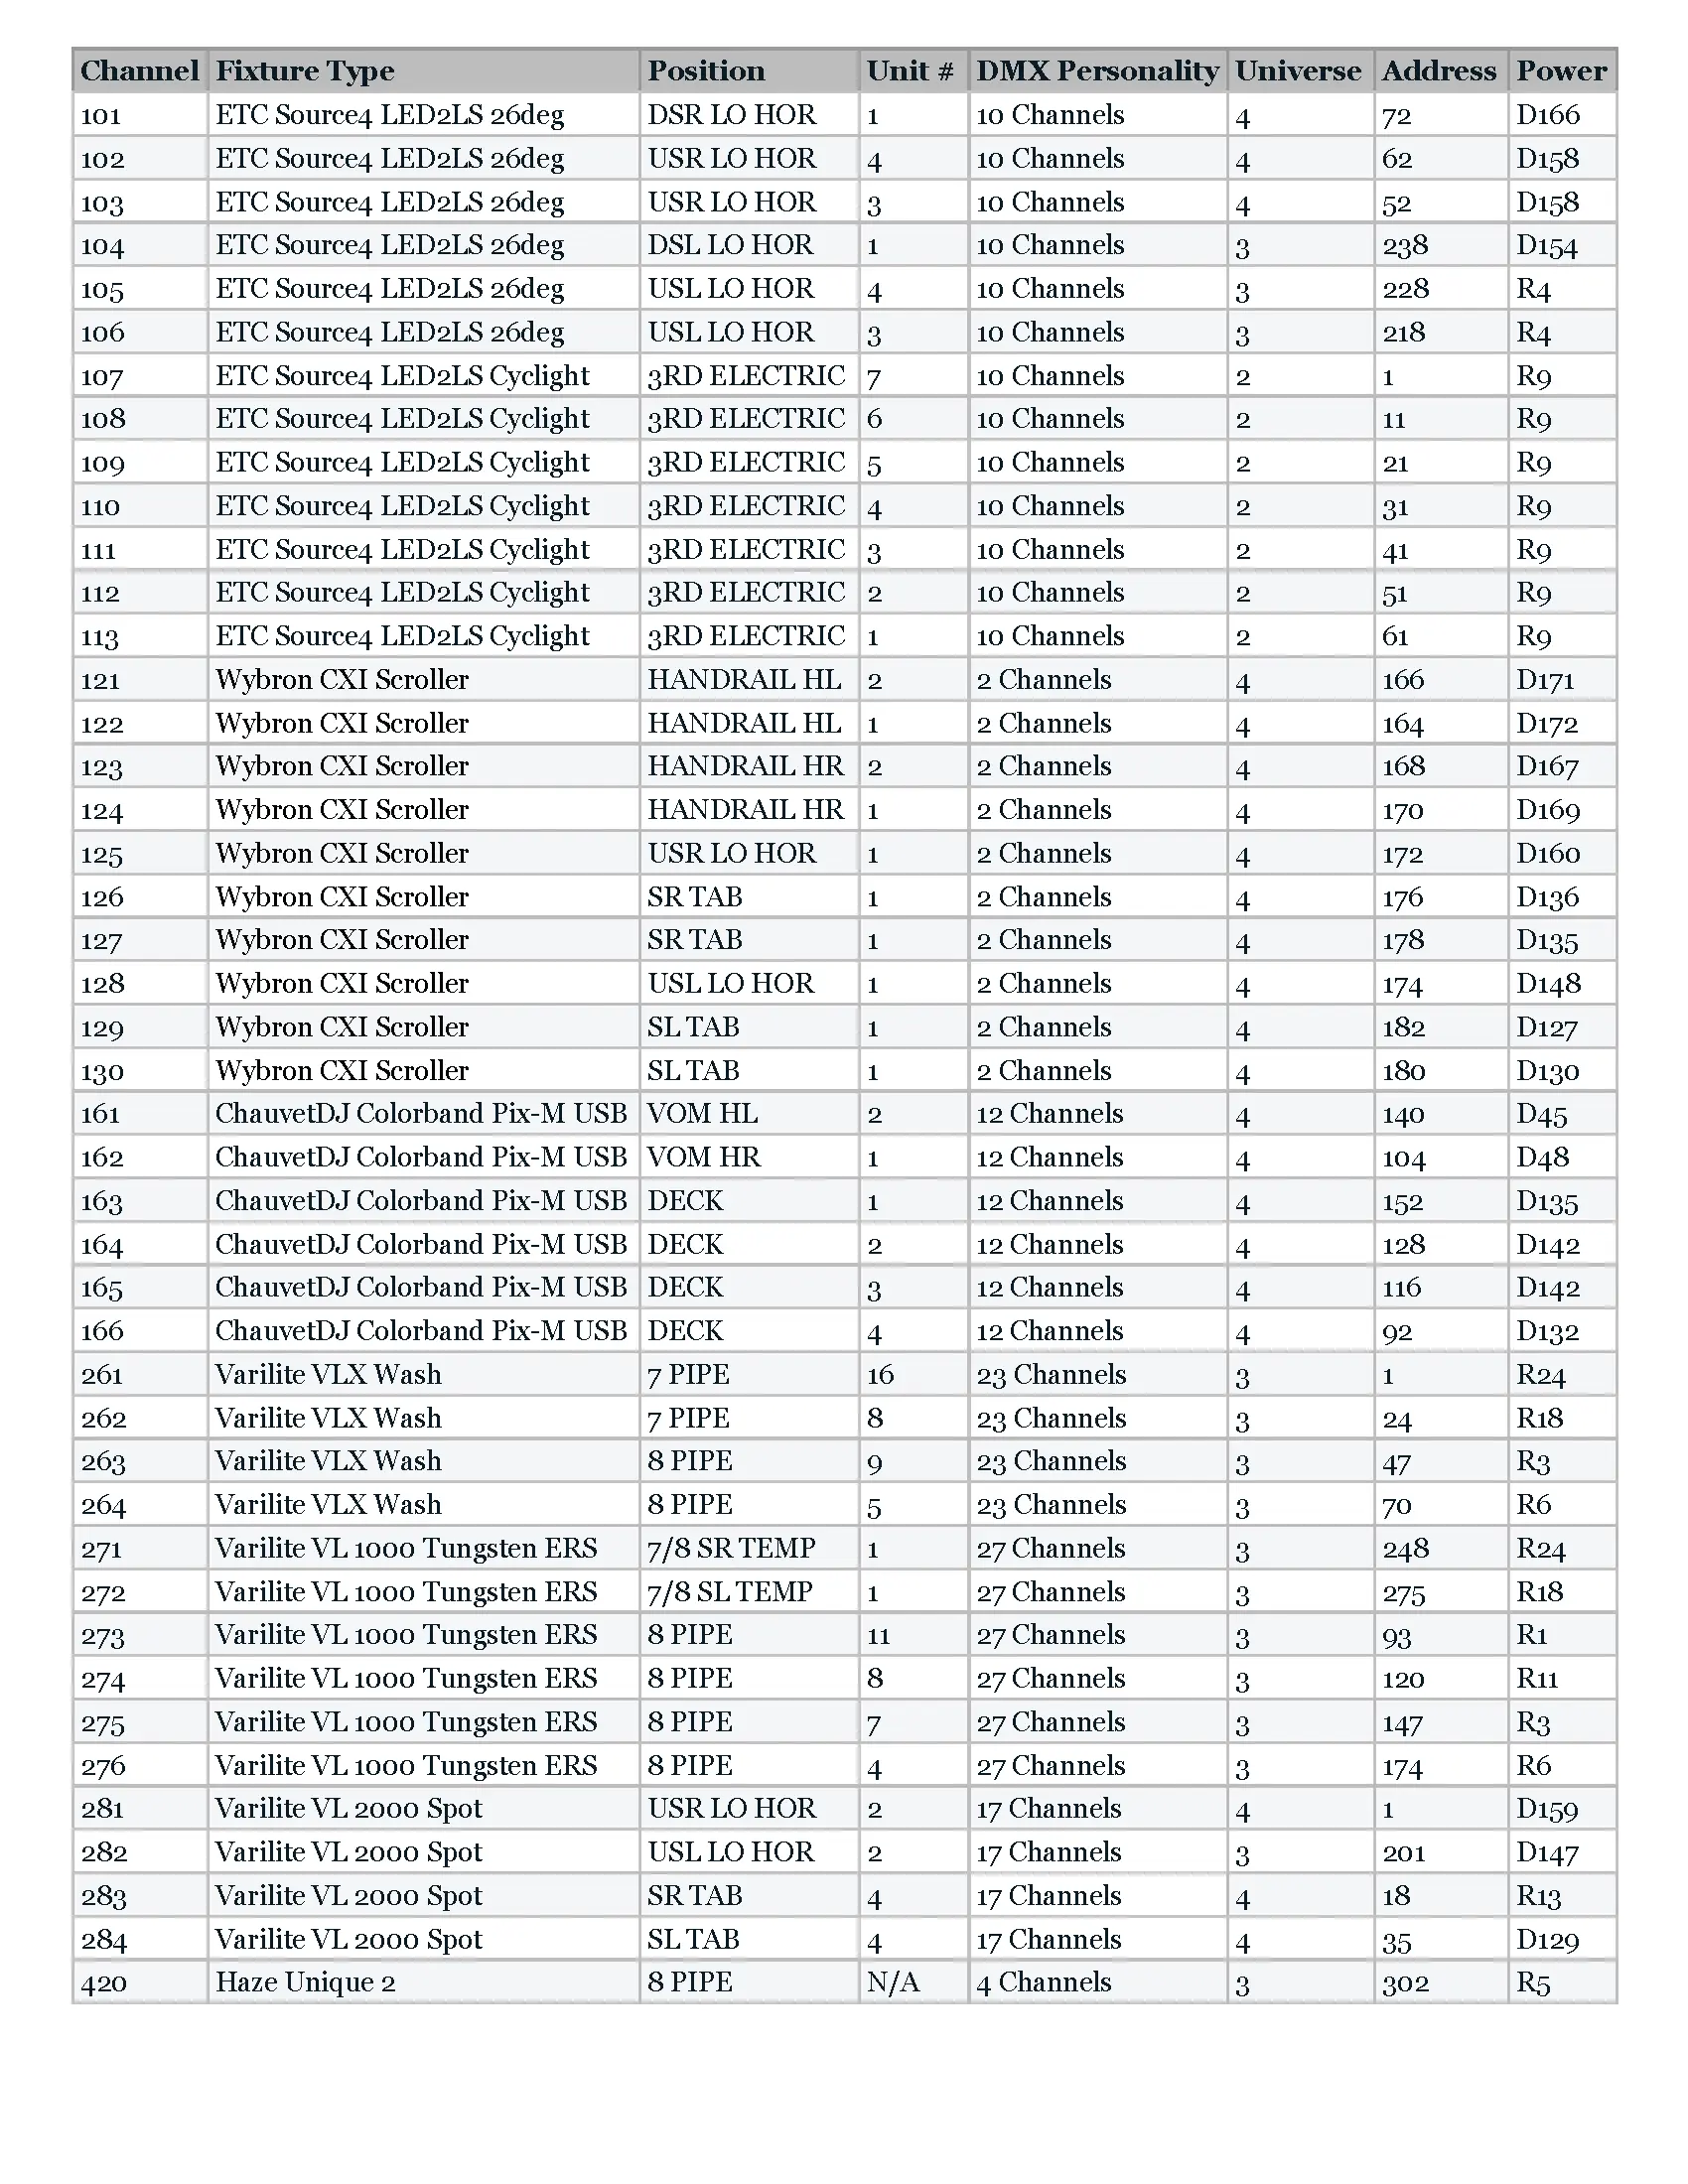 Channel Fixture Type Position Unit # DMX Personality Universe Address Power
101 ETC Source4 LED2LS 26deg DSR LO HOR 1 10 Channels 4 72 D166
102 ETC Source4 LED2LS 26deg USR LO HOR 4 10 Channels 4 62 D158
103 ETC Source4 LED2LS 26deg USR LO HOR 3 10 Channels 4 52 D158
104 ETC Source4 LED2LS 26deg DSL LO HOR 1 10 Channels 3 238 D154
105 ETC Source4 LED2LS 26deg USL LO HOR 4 10 Channels 3 228 R4
106 ETC Source4 LED2LS 26deg USL LO HOR 3 10 Channels 3 218 R4
107 ETC Source4 LED2LS Cyclight 3RD ELECTRIC 7 10 Channels 2 1 R9
108 ETC Source4 LED2LS Cyclight 3RD ELECTRIC 6 10 Channels 2 11 R9
109 ETC Source4 LED2LS Cyclight 3RD ELECTRIC 5 10 Channels 2 21 R9
110 ETC Source4 LED2LS Cyclight 3RD ELECTRIC 4 10 Channels 2 31 R9
111 ETC Source4 LED2LS Cyclight 3RD ELECTRIC 3 10 Channels 2 41 R9
112 ETC Source4 LED2LS Cyclight 3RD ELECTRIC 2 10 Channels 2 51 R9
113 ETC Source4 LED2LS Cyclight 3RD ELECTRIC 1 10 Channels 2 61 R9
121 Wybron CXI Scroller HANDRAIL HL 2 2 Channels 4 166 D171
122 Wybron CXI Scroller HANDRAIL HL 1 2 Channels 4 164 D172
123 Wybron CXI Scroller HANDRAIL HR 2 2 Channels 4 168 D167
124 Wybron CXI Scroller HANDRAIL HR 1 2 Channels 4 170 D169
125 Wybron CXI Scroller USR LO HOR 1 2 Channels 4 172 D160
126 Wybron CXI Scroller SR TAB 1 2 Channels 4 176 D136
127 Wybron CXI Scroller SR TAB 1 2 Channels 4 178 D135
128 Wybron CXI Scroller USL LO HOR 1 2 Channels 4 174 D148
129 Wybron CXI Scroller SL TAB 1 2 Channels 4 182 D127
130 Wybron CXI Scroller SL TAB 1 2 Channels 4 180 D130
161 ChauvetDJ Colorband Pix-M USB VOM HL 2 12 Channels 4 140 D45
162 ChauvetDJ Colorband Pix-M USB VOM HR 1 12 Channels 4 104 D48
163 ChauvetDJ Colorband Pix-M USB DECK 1 12 Channels 4 152 D135
164 ChauvetDJ Colorband Pix-M USB DECK 2 12 Channels 4 128 D142
165 ChauvetDJ Colorband Pix-M USB DECK 3 12 Channels 4 116 D142
166 ChauvetDJ Colorband Pix-M USB DECK 4 12 Channels 4 92 D132
261 Varilite VLX Wash 7 PIPE 16 23 Channels 3 1 R24
262 Varilite VLX Wash 7 PIPE 8 23 Channels 3 24 R18
263 Varilite VLX Wash 8 PIPE 9 23 Channels 3 47 R3
264 Varilite VLX Wash 8 PIPE 5 23 Channels 3 70 R6
271 Varilite VL 1000 Tungsten ERS 7/8 SR TEMP 1 27 Channels 3 248 R24
272 Varilite VL 1000 Tungsten ERS 7/8 SL TEMP 1 27 Channels 3 275 R18
273 Varilite VL 1000 Tungsten ERS 8 PIPE 11 27 Channels 3 93 R1
274 Varilite VL 1000 Tungsten ERS 8 PIPE 8 27 Channels 3 120 R11
275 Varilite VL 1000 Tungsten ERS 8 PIPE 7 27 Channels 3 147 R3
276 Varilite VL 1000 Tungsten ERS 8 PIPE 4 27 Channels 3 174 R6
281 Varilite VL 2000 Spot USR LO HOR 2 17 Channels 4 1 D159
282 Varilite VL 2000 Spot USL LO HOR 2 17 Channels 3 201 D147
283 Varilite VL 2000 Spot SR TAB 4 17 Channels 4 18 R13
284 Varilite VL 2000 Spot SL TAB 4 17 Channels 4 35 D129
420 Haze Unique 2 8 PIPE N/A 4 Channels 3 302 R5